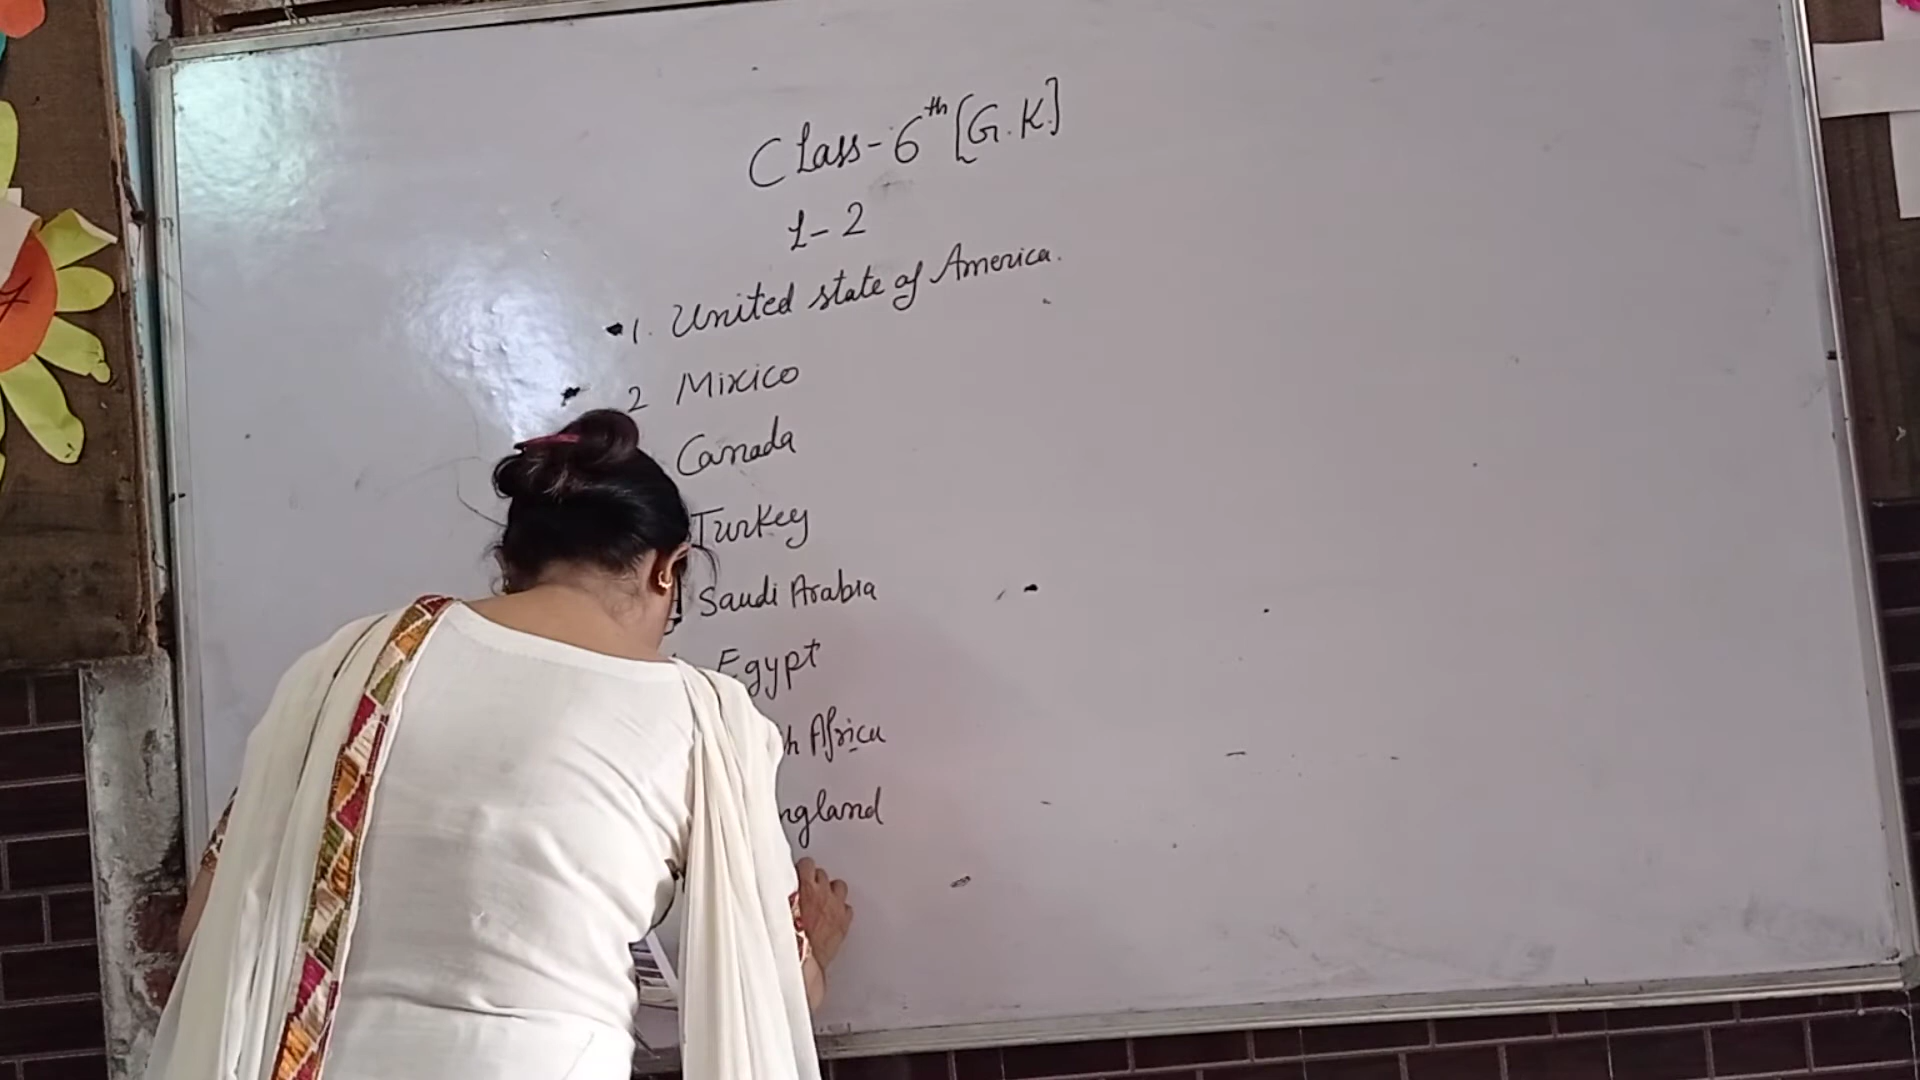 Class-6th [G.K]
L-2
1. United state of America.
2 Mixico
Canada
Turkey
Saudi Arabia
Egypt
h Africa
ngland